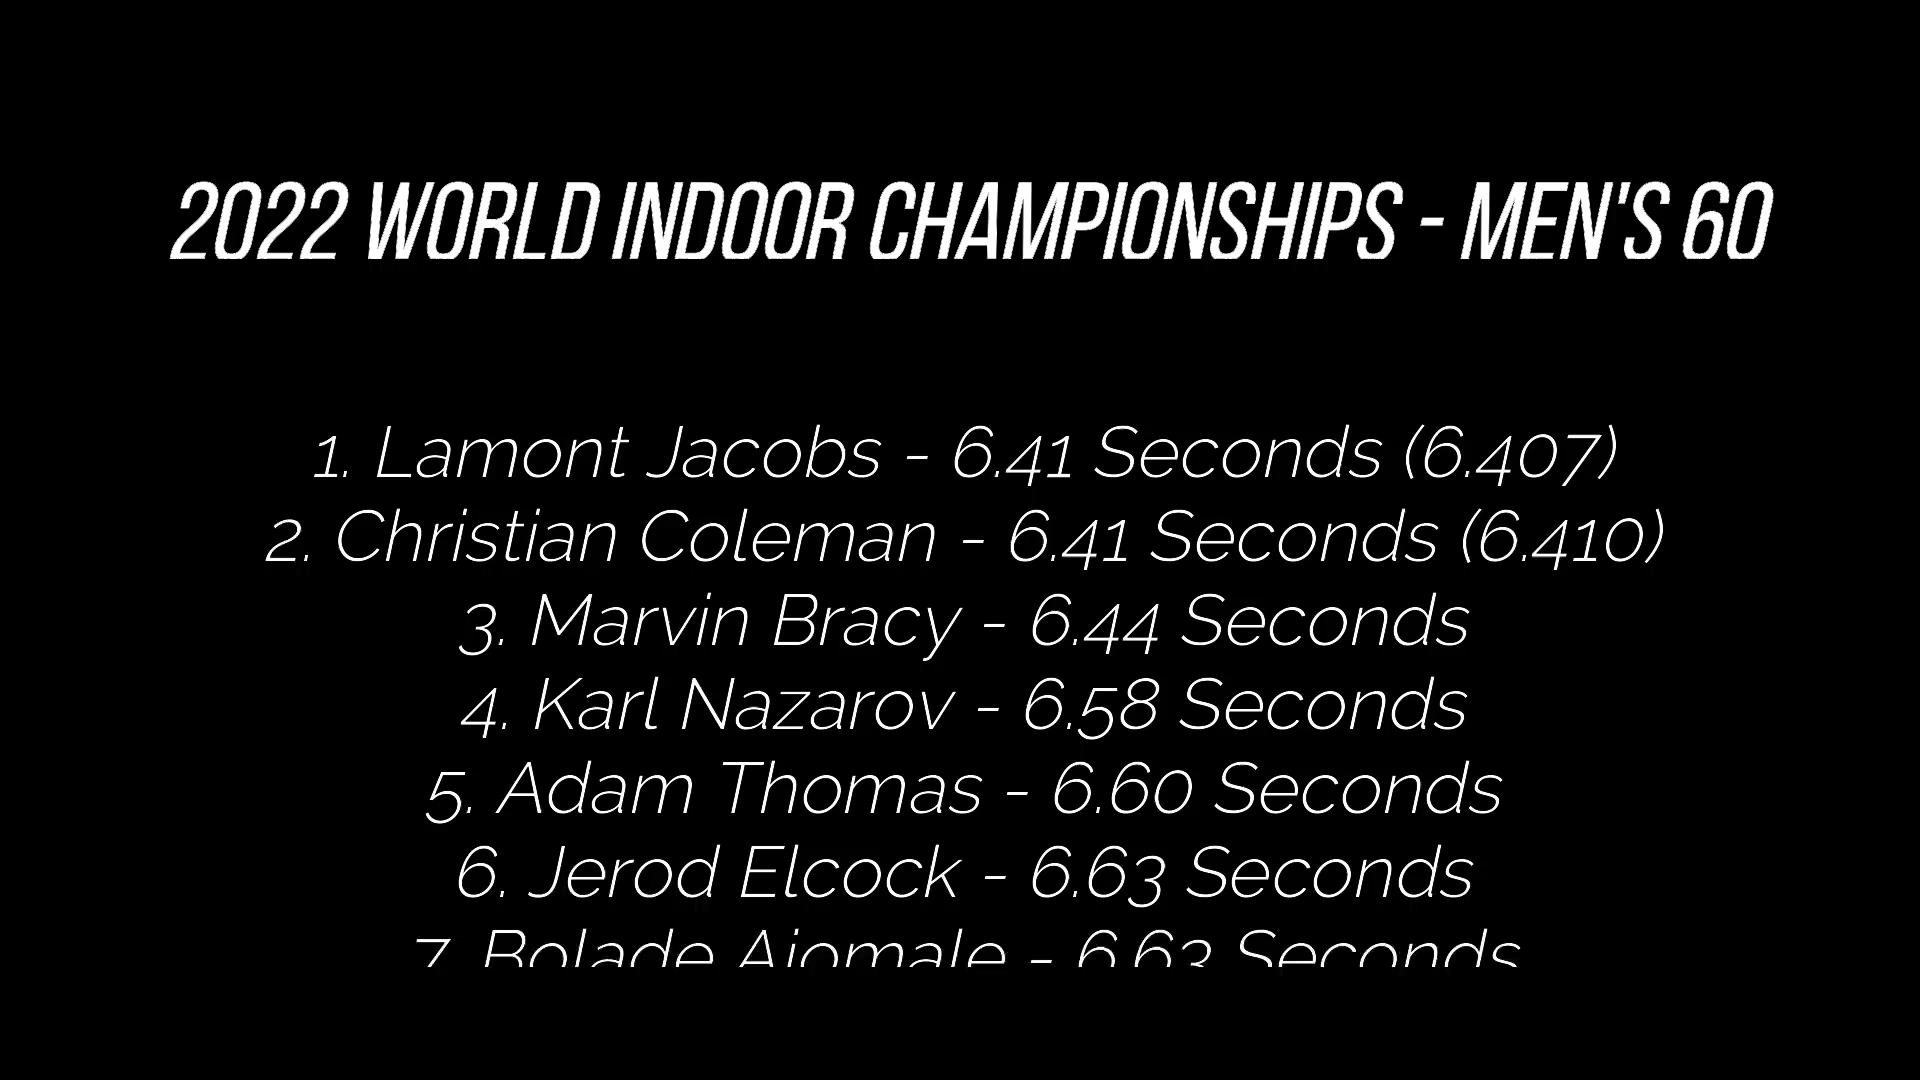 2022 WORLD INDOOR CHAMPIONSHIPS - MEN'S 60
1. Lamont Jacobs - 6.41 Seconds (6.407)
2. Christian Coleman - 6.41 Seconds (6.410)
3. Marvin Bracy - 6.44 Seconds
4. Karl Nazarov - 6.58 Seconds
5. Adam Thomas - 6.60 Seconds
6. Jerod Elcock - 6.63 Seconds
7. Bolade Ajomale - 6.63 Seconds